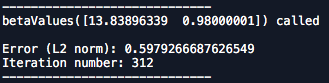 ------------------------------
betaValues([13.83896339  0.98000001]) called

Error (L2 norm): 0.5979266687626549
Iteration number: 312
------------------------------